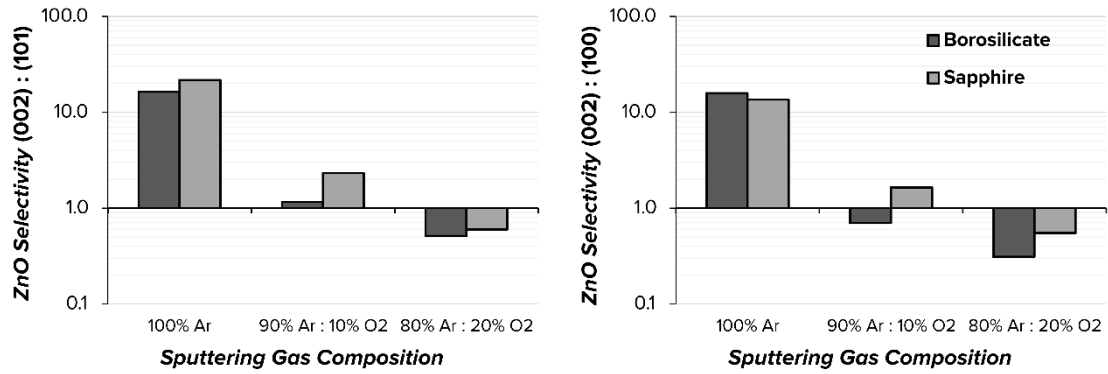 ZnO Selectivity (002) : (101)
100.0
10.0
1.0
0.1
100% Ar
90% Ar : 10% O2
80% Ar : 20% O2
Sputtering Gas Composition
ZnO Selectivity (002) : (100)
100.0
10.0
1.0
0.1
Borosilicate
Sapphire
100% Ar
90% Ar : 10% O2
80% Ar : 20% O2
Sputtering Gas Composition